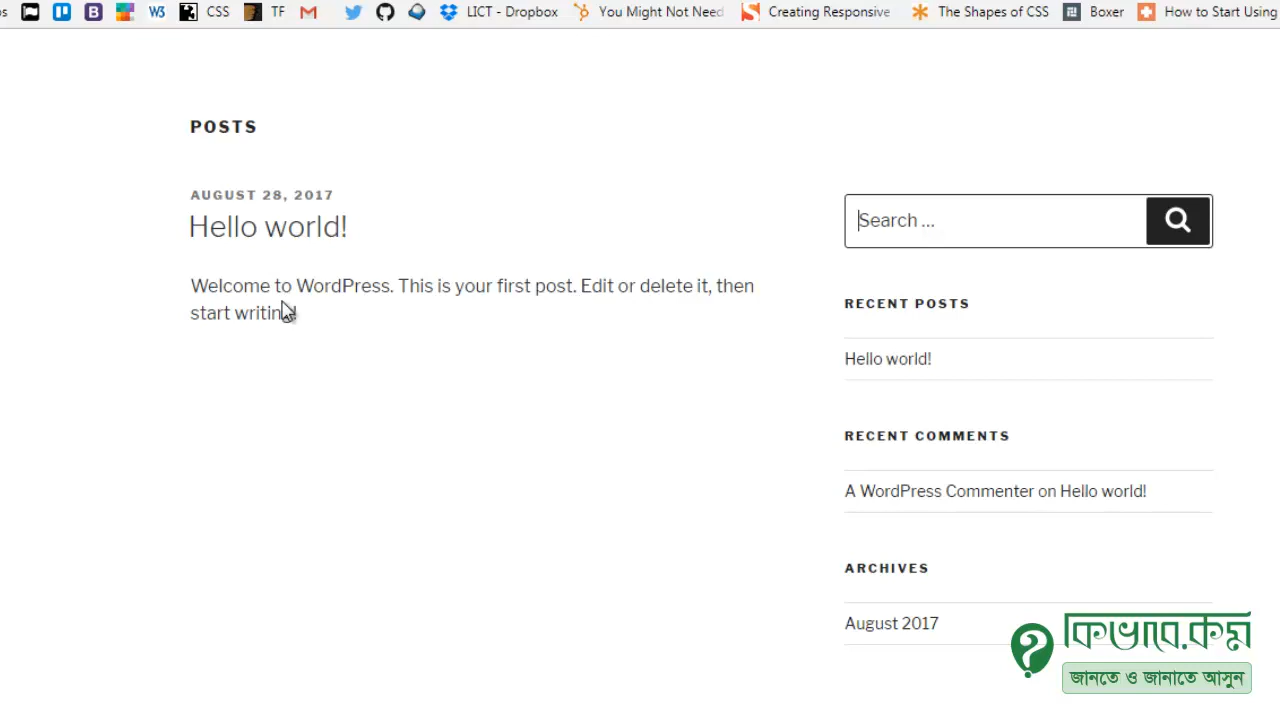 CSS TF LICT - Dropbox You Might Not Need Creating Responsive The Shapes of CSS Boxer How to Start Using
POSTS
AUGUST 28, 2017
Hello world!
Welcome to WordPress. This is your first post. Edit or delete it, then
start writing!
Search ...
RECENT POSTS
Hello world!
RECENT COMMENTS
A WordPress Commenter on Hello world!
ARCHIVES
August 2017
কিভাবে.কম
জানতে ও জানাতে আসুন